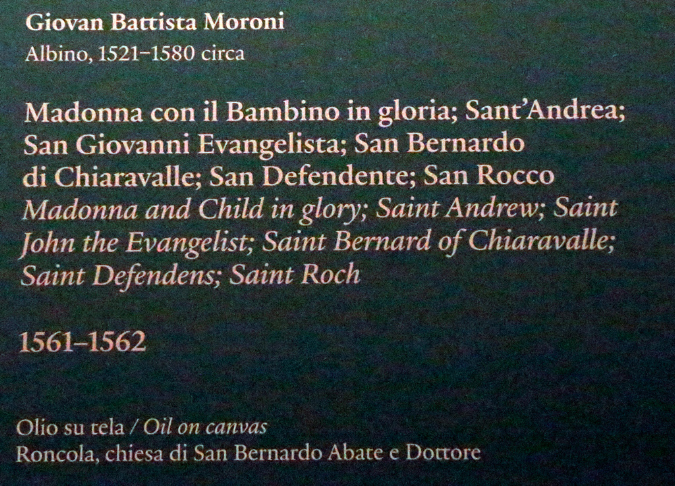 Giovan Battista Moroni
Albino, 1521–1580 circa
Madonna con il Bambino in gloria; Sant'Andrea;
San Giovanni Evangelista; San Bernardo
di Chiaravalle; San Defendente; San Rocco
Madonna and Child in glory; Saint Andrew; Saint
John the Evangelist; Saint Bernard of Chiaravalle;
Saint Defendens; Saint Roch
1561–1562
Olio su tela / Oil on canvas
Roncola, chiesa di San Bernardo Abate e Dottore